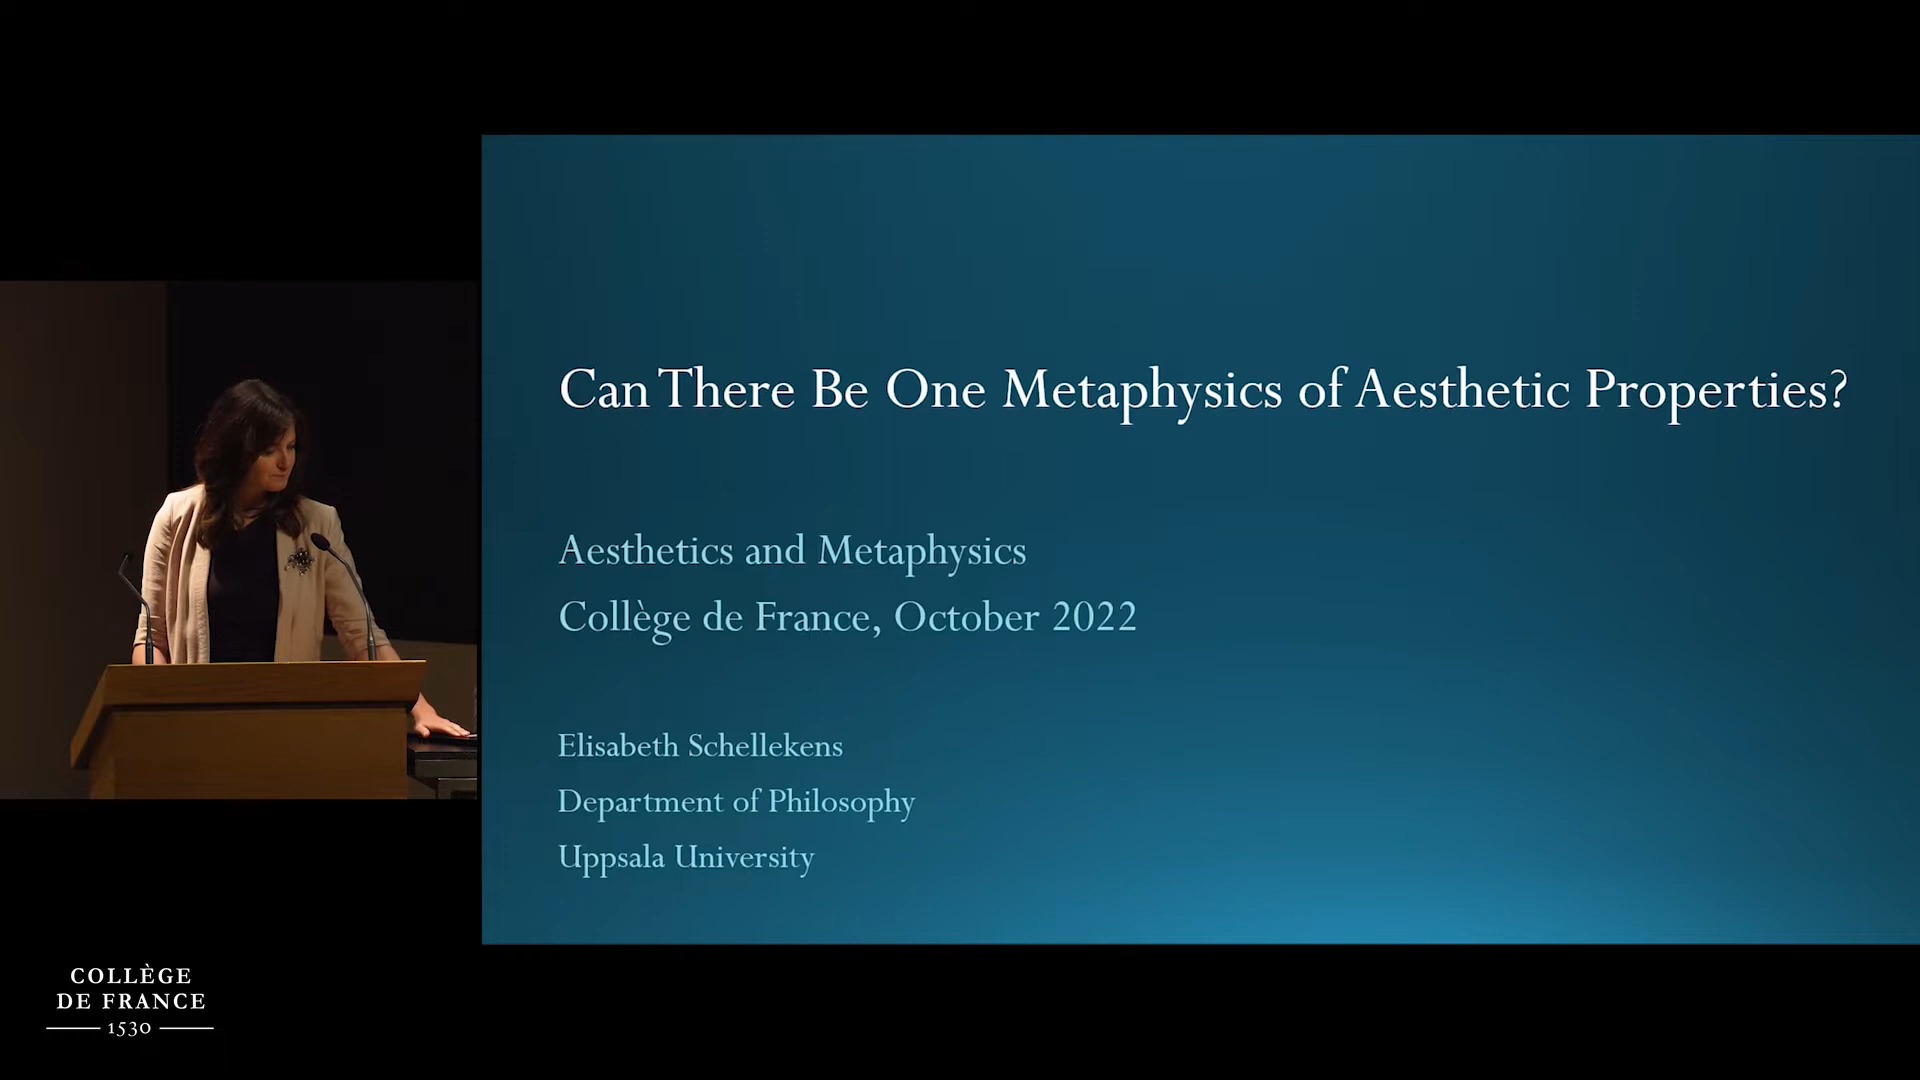 Can There Be One Metaphysics of Aesthetic Properties?
Aesthetics and Metaphysics
Collège de France, October 2022
Elisabeth Schellekens
Department of Philosophy
Uppsala University
COLLÈGE
DE FRANCE
1530